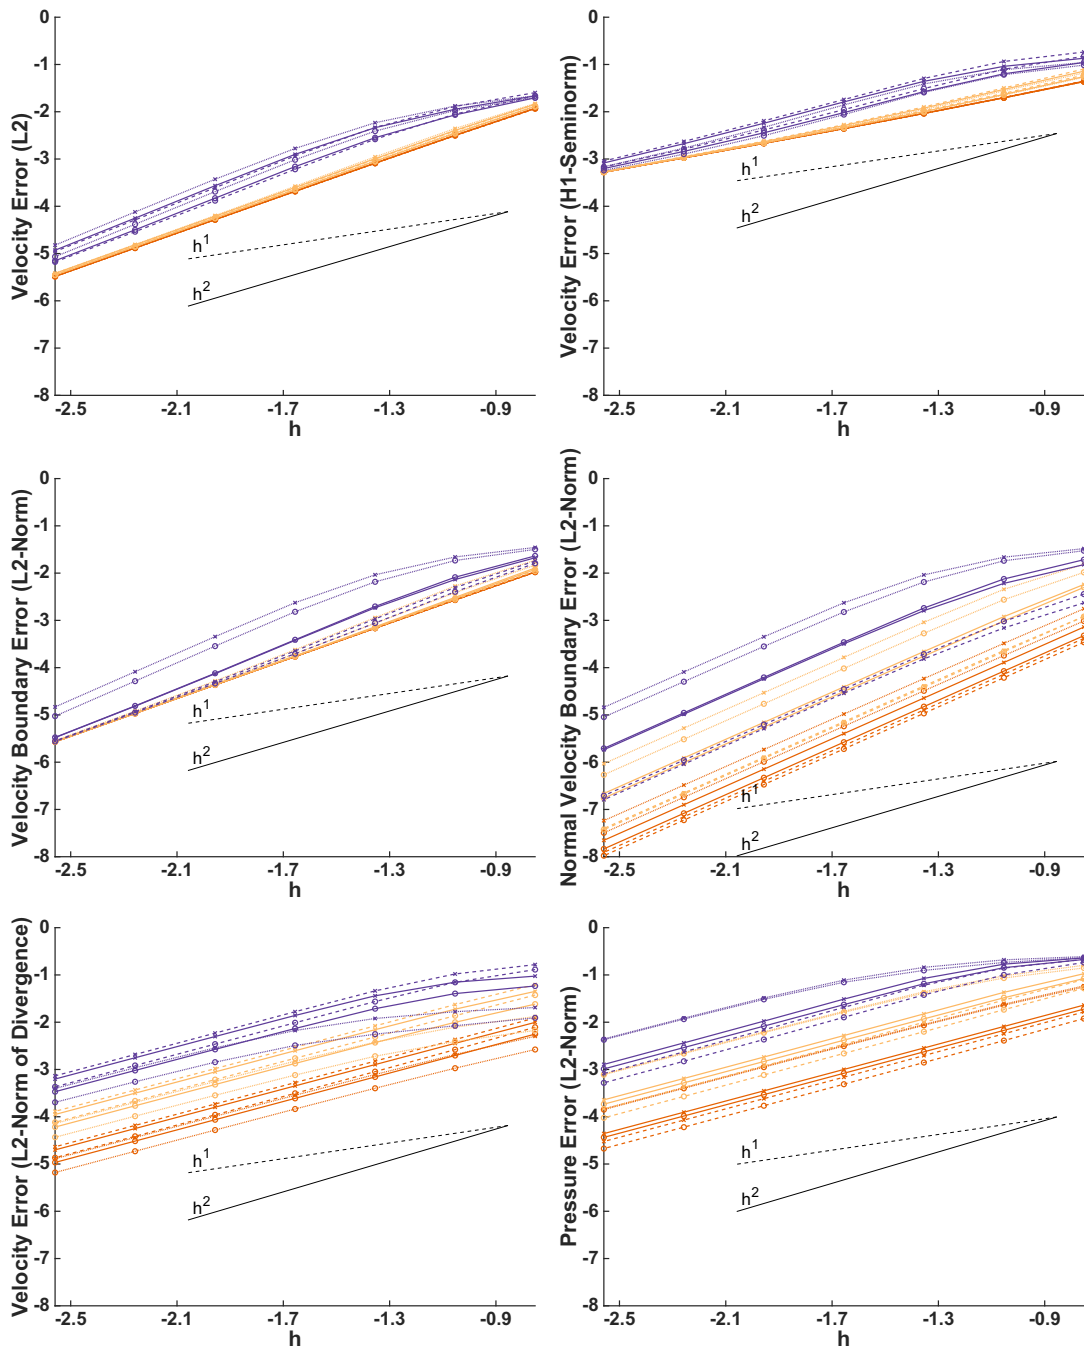 Velocity Error (L2)
0
-1
-2
-3
-4
-5
-6
-7
-8
h1
h2
-2.5 -2.1 -1.7 -1.3 -0.9
h
Velocity Error (H1-Seminorm)
0
-1
-2
-3
-4
-5
-6
-7
-8
h1
h2
-2.5 -2.1 -1.7 -1.3 -0.9
h
Velocity Boundary Error (L2-Norm)
0
-1
-2
-3
-4
-5
-6
-7
-8
h1
h2
-2.5 -2.1 -1.7 -1.3 -0.9
h
Normal Velocity Boundary Error (L2-Norm)
0
-1
-2
-3
-4
-5
-6
-7
-8
h1
h2
-2.5 -2.1 -1.7 -1.3 -0.9
h
Velocity Error (L2-Norm of Divergence)
0
-1
-2
-3
-4
-5
-6
-7
-8
h1
h2
-2.5 -2.1 -1.7 -1.3 -0.9
h
Pressure Error (L2-Norm)
0
-1
-2
-3
-4
-5
-6
-7
-8
h1
h2
-2.5 -2.1 -1.7 -1.3 -0.9
h